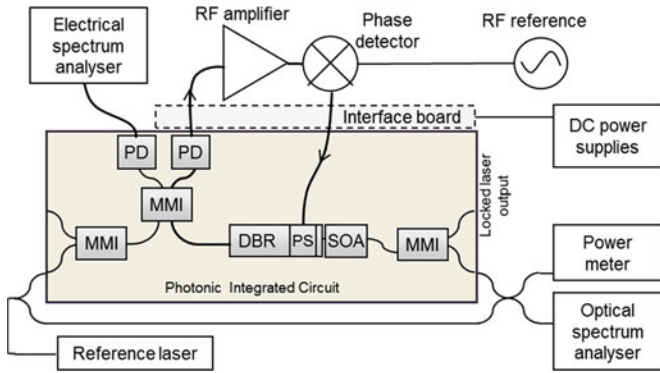 Electrical
spectrum
analyser
RF amplifier
Phase
detector
RF reference
Interface board
DC power
supplies
PD
PD
MMI
MMI
DBR
PS
SOA
MMI
Locked laser
output
Photonic Integrated Circuit
Power
meter
Optical
spectrum
analyser
Reference laser